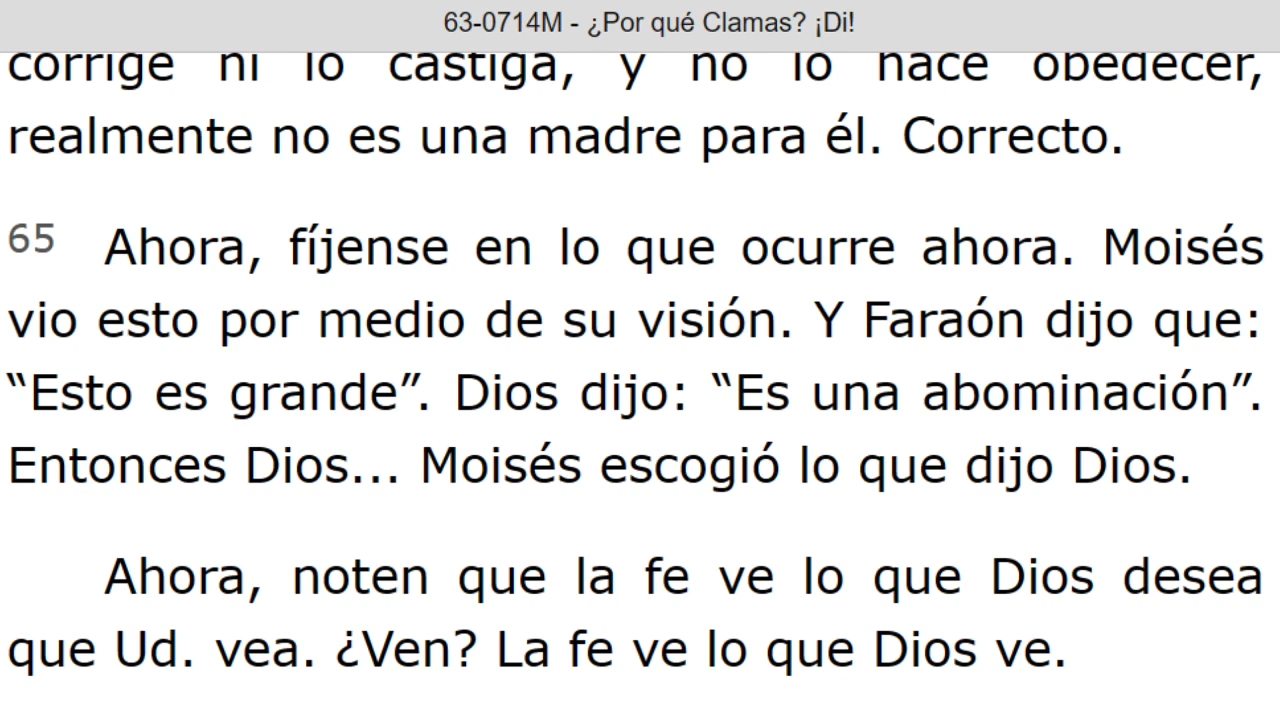 63-0714M - ¿Por qué Clamas? ¡Di!
corrige ni lo castiga, y no lo hace obedecer,
realmente no es una madre para él. Correcto.
65 Ahora, fíjense en lo que ocurre ahora. Moisés
vio esto por medio de su visión. Y Faraón dijo que:
“Esto es grande”. Dios dijo: “Es una abominación”.
Entonces Dios... Moisés escogió lo que dijo Dios.
Ahora, noten que la fe ve lo que Dios desea
que Ud. vea. ¿Ven? La fe ve lo que Dios ve.